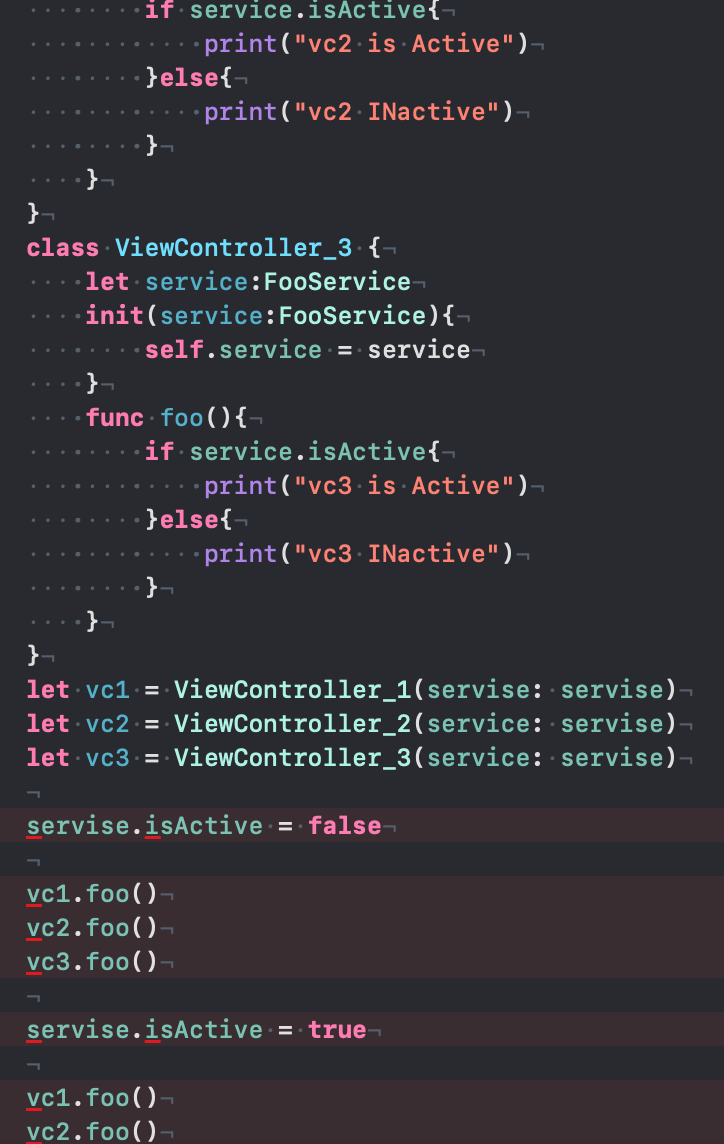 if service.isActive{
            print("vc2 is Active")
        }else{
            print("vc2 INactive")
        }
    }
}
class ViewController_3 {
    let service:FooService
    init(service:FooService){
        self.service = service
    }
    func foo(){
        if service.isActive{
            print("vc3 is Active")
        }else{
            print("vc3 INactive")
        }
    }
}
let vc1 = ViewController_1(servise: servise)
let vc2 = ViewController_2(service: servise)
let vc3 = ViewController_3(service: servise)

servise.isActive = false

vc1.foo()
vc2.foo()
vc3.foo()

servise.isActive = true

vc1.foo()
vc2.foo()